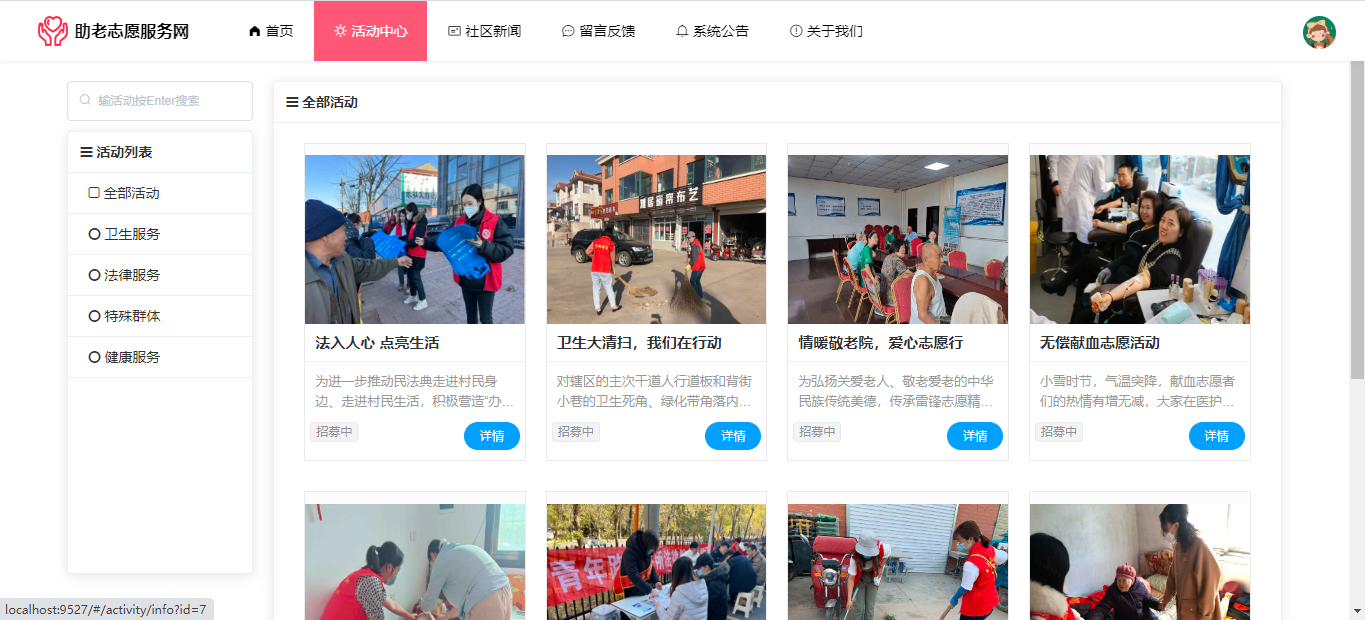 助老志愿服务网
首页
活动中心
社区新闻
留言反馈
系统公告
关于我们
输活动按Enter搜索
活动列表
全部活动
卫生服务
法律服务
特殊群体
健康服务
全部活动
法入人心 点亮生活
为进一步推动民法典走进村民身
边、走进村民生活，积极营造“办...
招募中
详情
窗帘布艺
卫生大清扫，我们在行动
对辖区的主次干道人行道板和背街
小巷的卫生死角、绿化带角落内...
招募中
详情
情暖敬老院，爱心志愿行
为弘扬关爱老人、敬老爱老的中华
民族传统美德，传承雷锋志愿精...
招募中
详情
无偿献血志愿活动
小雪时节，气温突降，献血志愿者
们的热情有增无减，大家在医护...
招募中
详情
青年
localhost:9527/#/activity/info?id=7